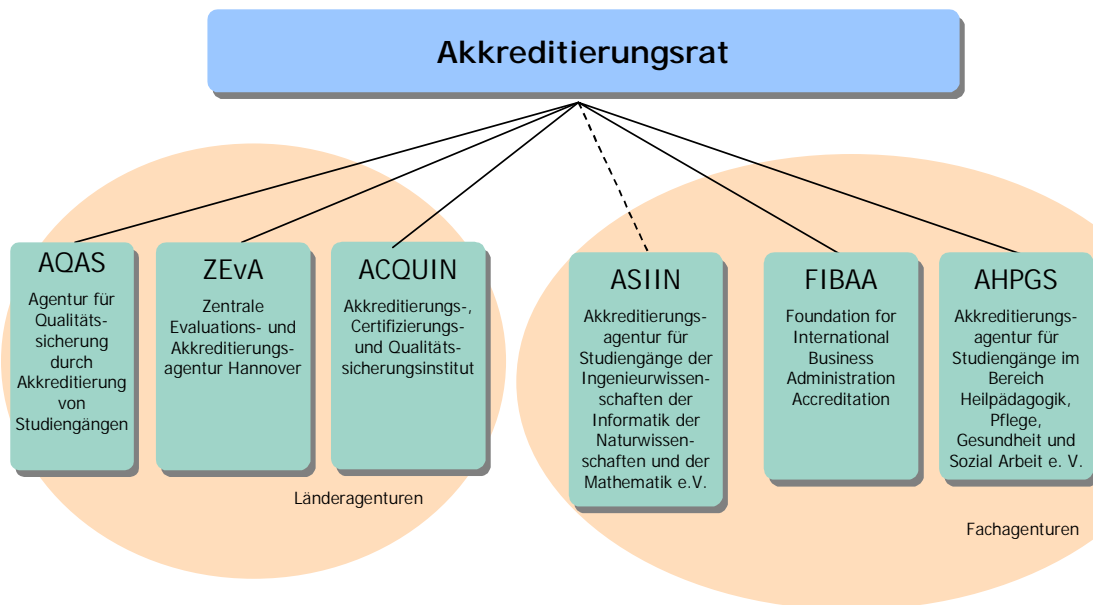 Akkreditierungsrat
AQAS
Agentur für
Qualitäts-
sicherung
durch
Akkreditierung
von
Studiengängen
ZEvA
Zentrale
Evaluations- und
Akkreditierungs-
agentur Hannover
ACQUIN
Akkreditierungs-,
Certifizierungs-
und Qualitäts-
sicherungsinstitut
Länderagenturen
ASIIN
Akkreditierungs-
agentur für
Studiengänge der
Ingenieurwissen-
schaften der
Informatik der
Naturwissen-
schaften und der
Mathematik e.V.
FIBAA
Foundation for
International
Business
Administration
Accreditation
AHPGS
Akkreditierungs-
agentur für
Studiengänge im
Bereich
Heilpädagogik,
Pflege,
Gesundheit und
Sozial Arbeit e. V.
Fachagenturen